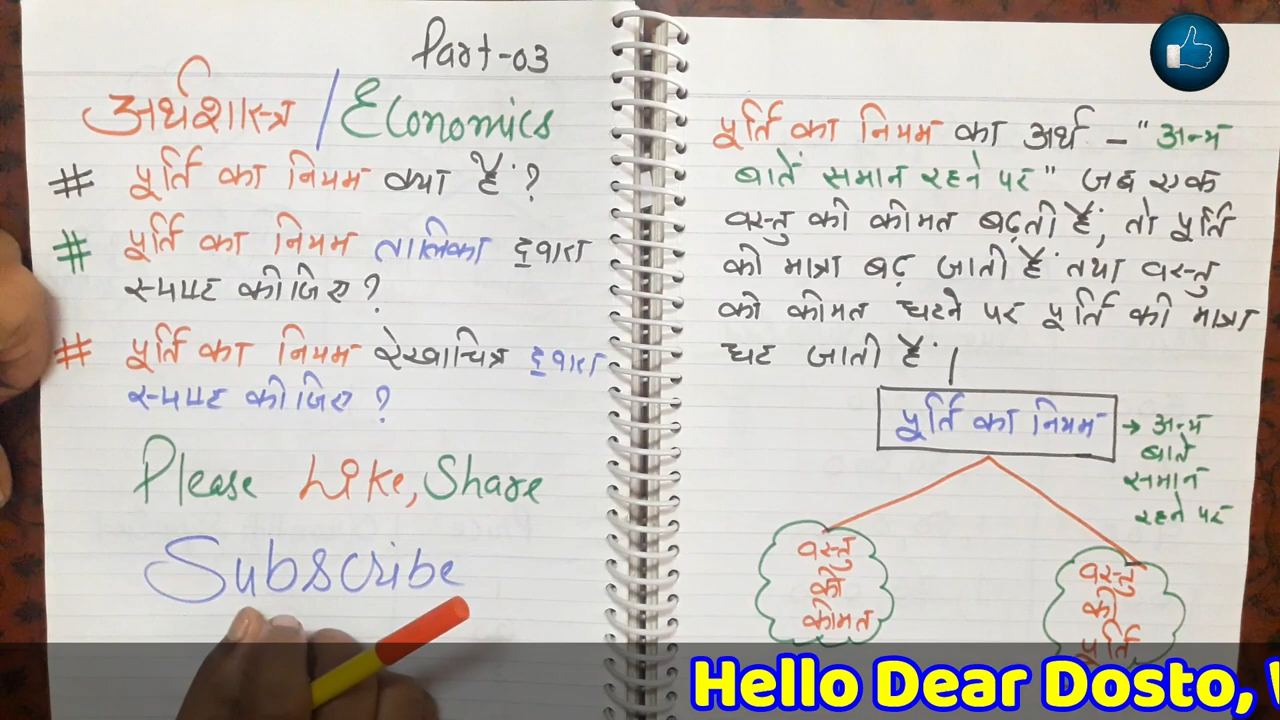 Part-03
अर्थशास्त्र / Economics
# पूर्ति का नियम क्या है ?
# पूर्ति का नियम तालिका द्वारा
स्पष्ट कीजिए ?
# पूर्ति का नियम रेखाचित्र द्वारा
स्पष्ट कीजिए ?
Please Like, Share
Subscribe
पूर्ति का नियम का अर्थ - "अन्य
बातें समान रहने पर" जब एक
वस्तु की कीमत बढ़ती हैं, तो पूर्ति
की मात्रा बढ़ जाती हैं तथा वस्तु
की कीमत घटने पर पूर्ति की मात्रा
घट जाती हैं ।
पूर्ति का नियम → अन्य
बातें
समान
रहने पर
वस्तु
की
कीमत
वस्तु
की
पूर्ति
Hello Dear Dosto,